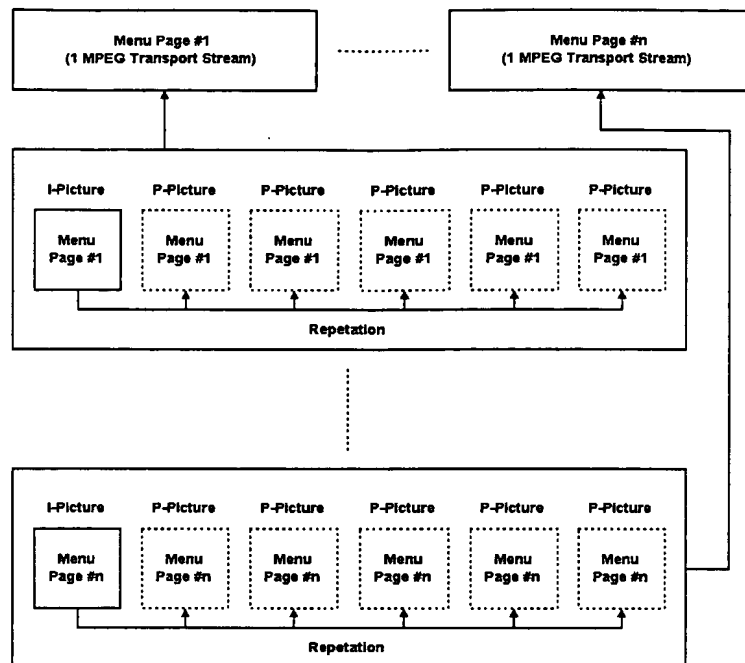 Menu Page #1
(1 MPEG Transport Stream)
Menu Page #n
(1 MPEG Transport Stream)
I-Picture P-Picture P-Picture P-Picture P-Picture P-Picture
Menu Menu Menu Menu Menu Menu
Page #1 Page #1 Page #1 Page #1 Page #1 Page #1
Repetation
I-Picture P-Picture P-Picture P-Picture P-Picture P-Picture
Menu Menu Menu Menu Menu Menu
Page #n Page #n Page #n Page #n Page #n Page #n
Repetation